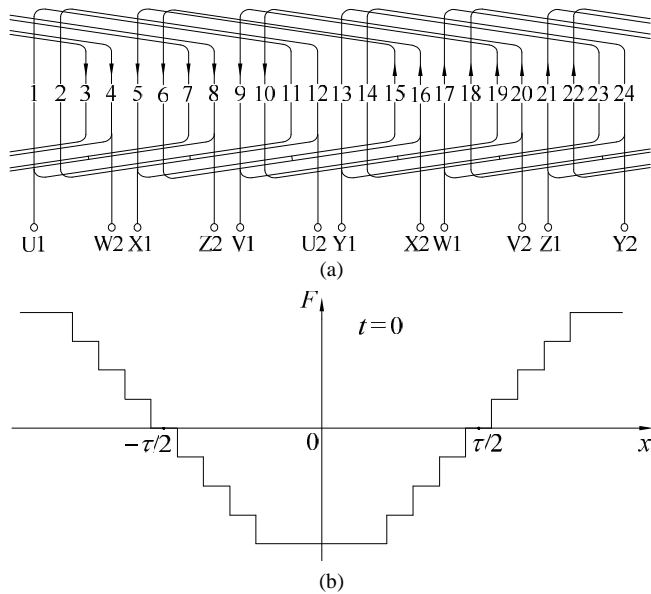 1 2 3 4 5 6 7 8 9 10 11 12 13 14 15 16 17 18 19 20 21 22 23 24
U1 W2 X1 Z2 V1 U2 Y1 X2 W1 V2 Z1 Y2
(a)
F t=0
−τ/2 0 τ/2 x
(b)